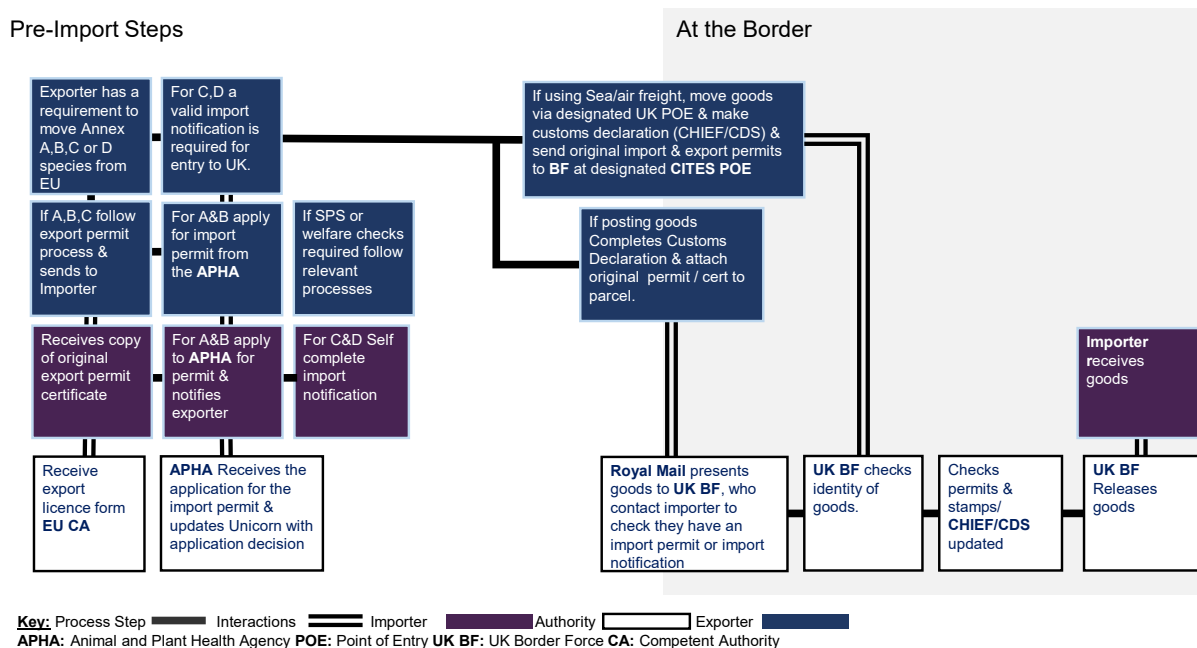 Pre-Import Steps
At the Border
Exporter has a
requirement to
move Annex
A,B,C or D
species from
EU
For C,D a
valid import
notification is
required for
entry to UK.
If using Sea/air freight, move goods
via designated UK POE & make
customs declaration (CHIEF/CDS) &
send original import & export permits
to BF at designated CITES POE
If A,B,C follow
export permit
process &
sends to
Importer
For A&B apply
for import
permit from
the APHA
If SPS or
welfare checks
required follow
relevant
processes
If posting goods
Completes Customs
Declaration & attach
original permit / cert to
parcel.
Receives copy
of original
export permit
certificate
For A&B apply
to APHA for
permit &
notifies
exporter
For C&D Self
complete
import
notification
Importer
receives
goods
Receive
export
licence form
EU CA
APHA Receives the
application for the
import permit &
updates Unicorn with
application decision
Royal Mail presents
goods to UK BF, who
contact importer to
check they have an
import permit or import
notification
UK BF checks
identity of
goods.
Checks
permits &
stamps/
CHIEF/CDS
updated
UK BF
Releases
goods
Key: Process Step Interactions Importer Authority Exporter
APHA: Animal and Plant Health Agency POE: Point of Entry UK BF: UK Border Force CA: Competent Authority